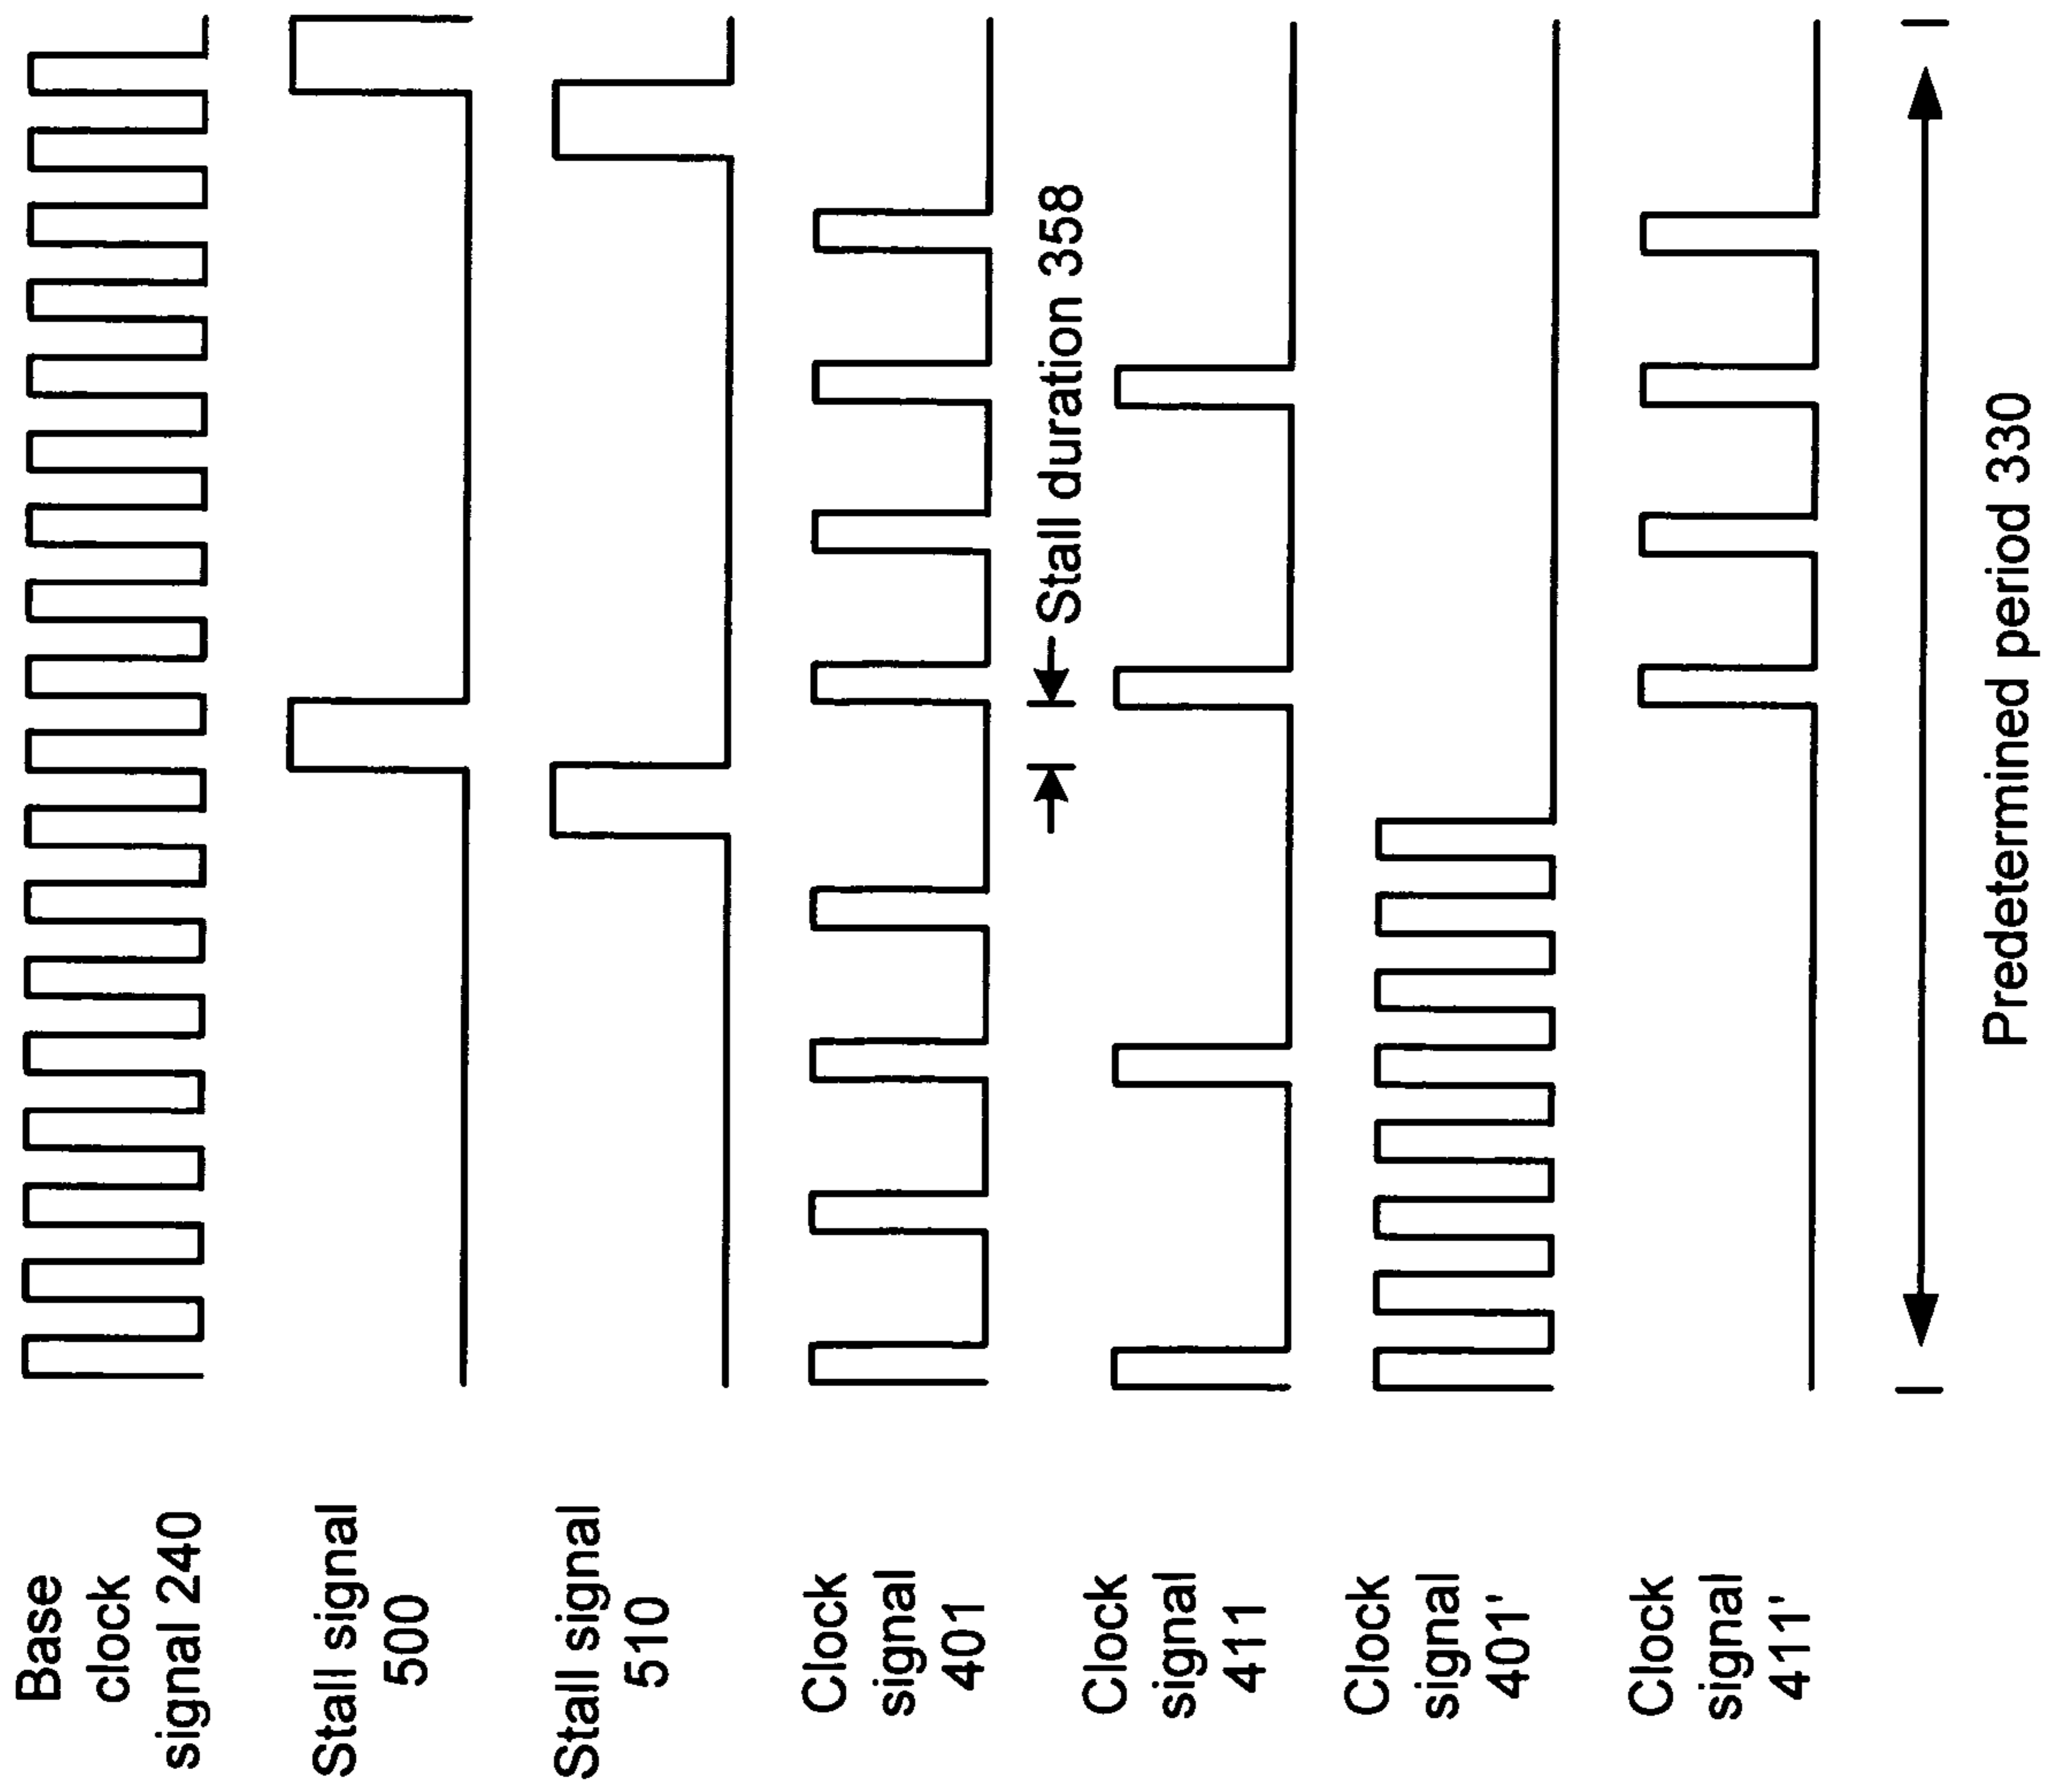 Base
clock
signal 240
Stall signal
500
Stall signal
510
Clock
signal
401
Stall duration 358
Clock
signal
411
Clock
signal
401'
Clock
signal
411'
Predetermined period 330